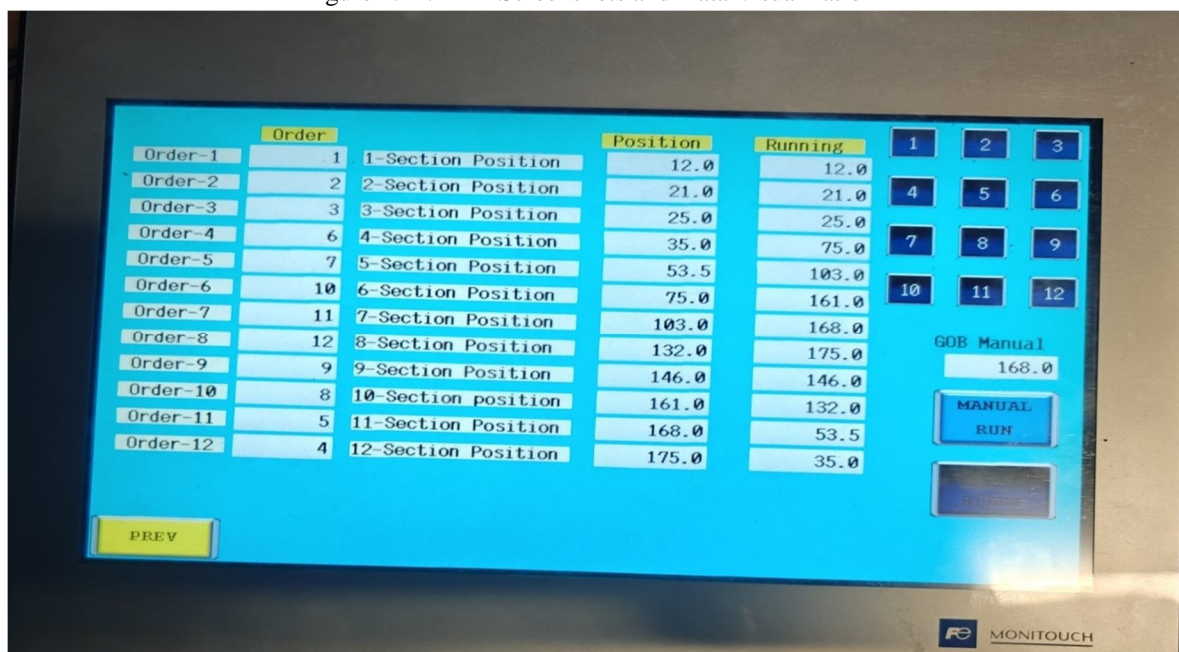 Order Position Running 1 2 3
Order-1 1 1-Section Position 12.0 12.0
Order-2 2 2-Section Position 21.0 21.0 4 5 6
Order-3 3 3-Section Position 25.0 25.0
Order-4 6 4-Section Position 35.0 75.0 7 8 9
Order-5 7 5-Section Position 53.5 103.0
Order-6 10 6-Section Position 75.0 161.0 10 11 12
Order-7 11 7-Section Position 103.0 168.0
Order-8 12 8-Section Position 132.0 175.0 GOB Manual
Order-9 9 9-Section Position 146.0 146.0 168.0
Order-10 8 10-Section position 161.0 132.0 MANUAL
Order-11 5 11-Section Position 168.0 53.5 RUN
Order-12 4 12-Section Position 175.0 35.0
PREV
Fe MONITOUCH